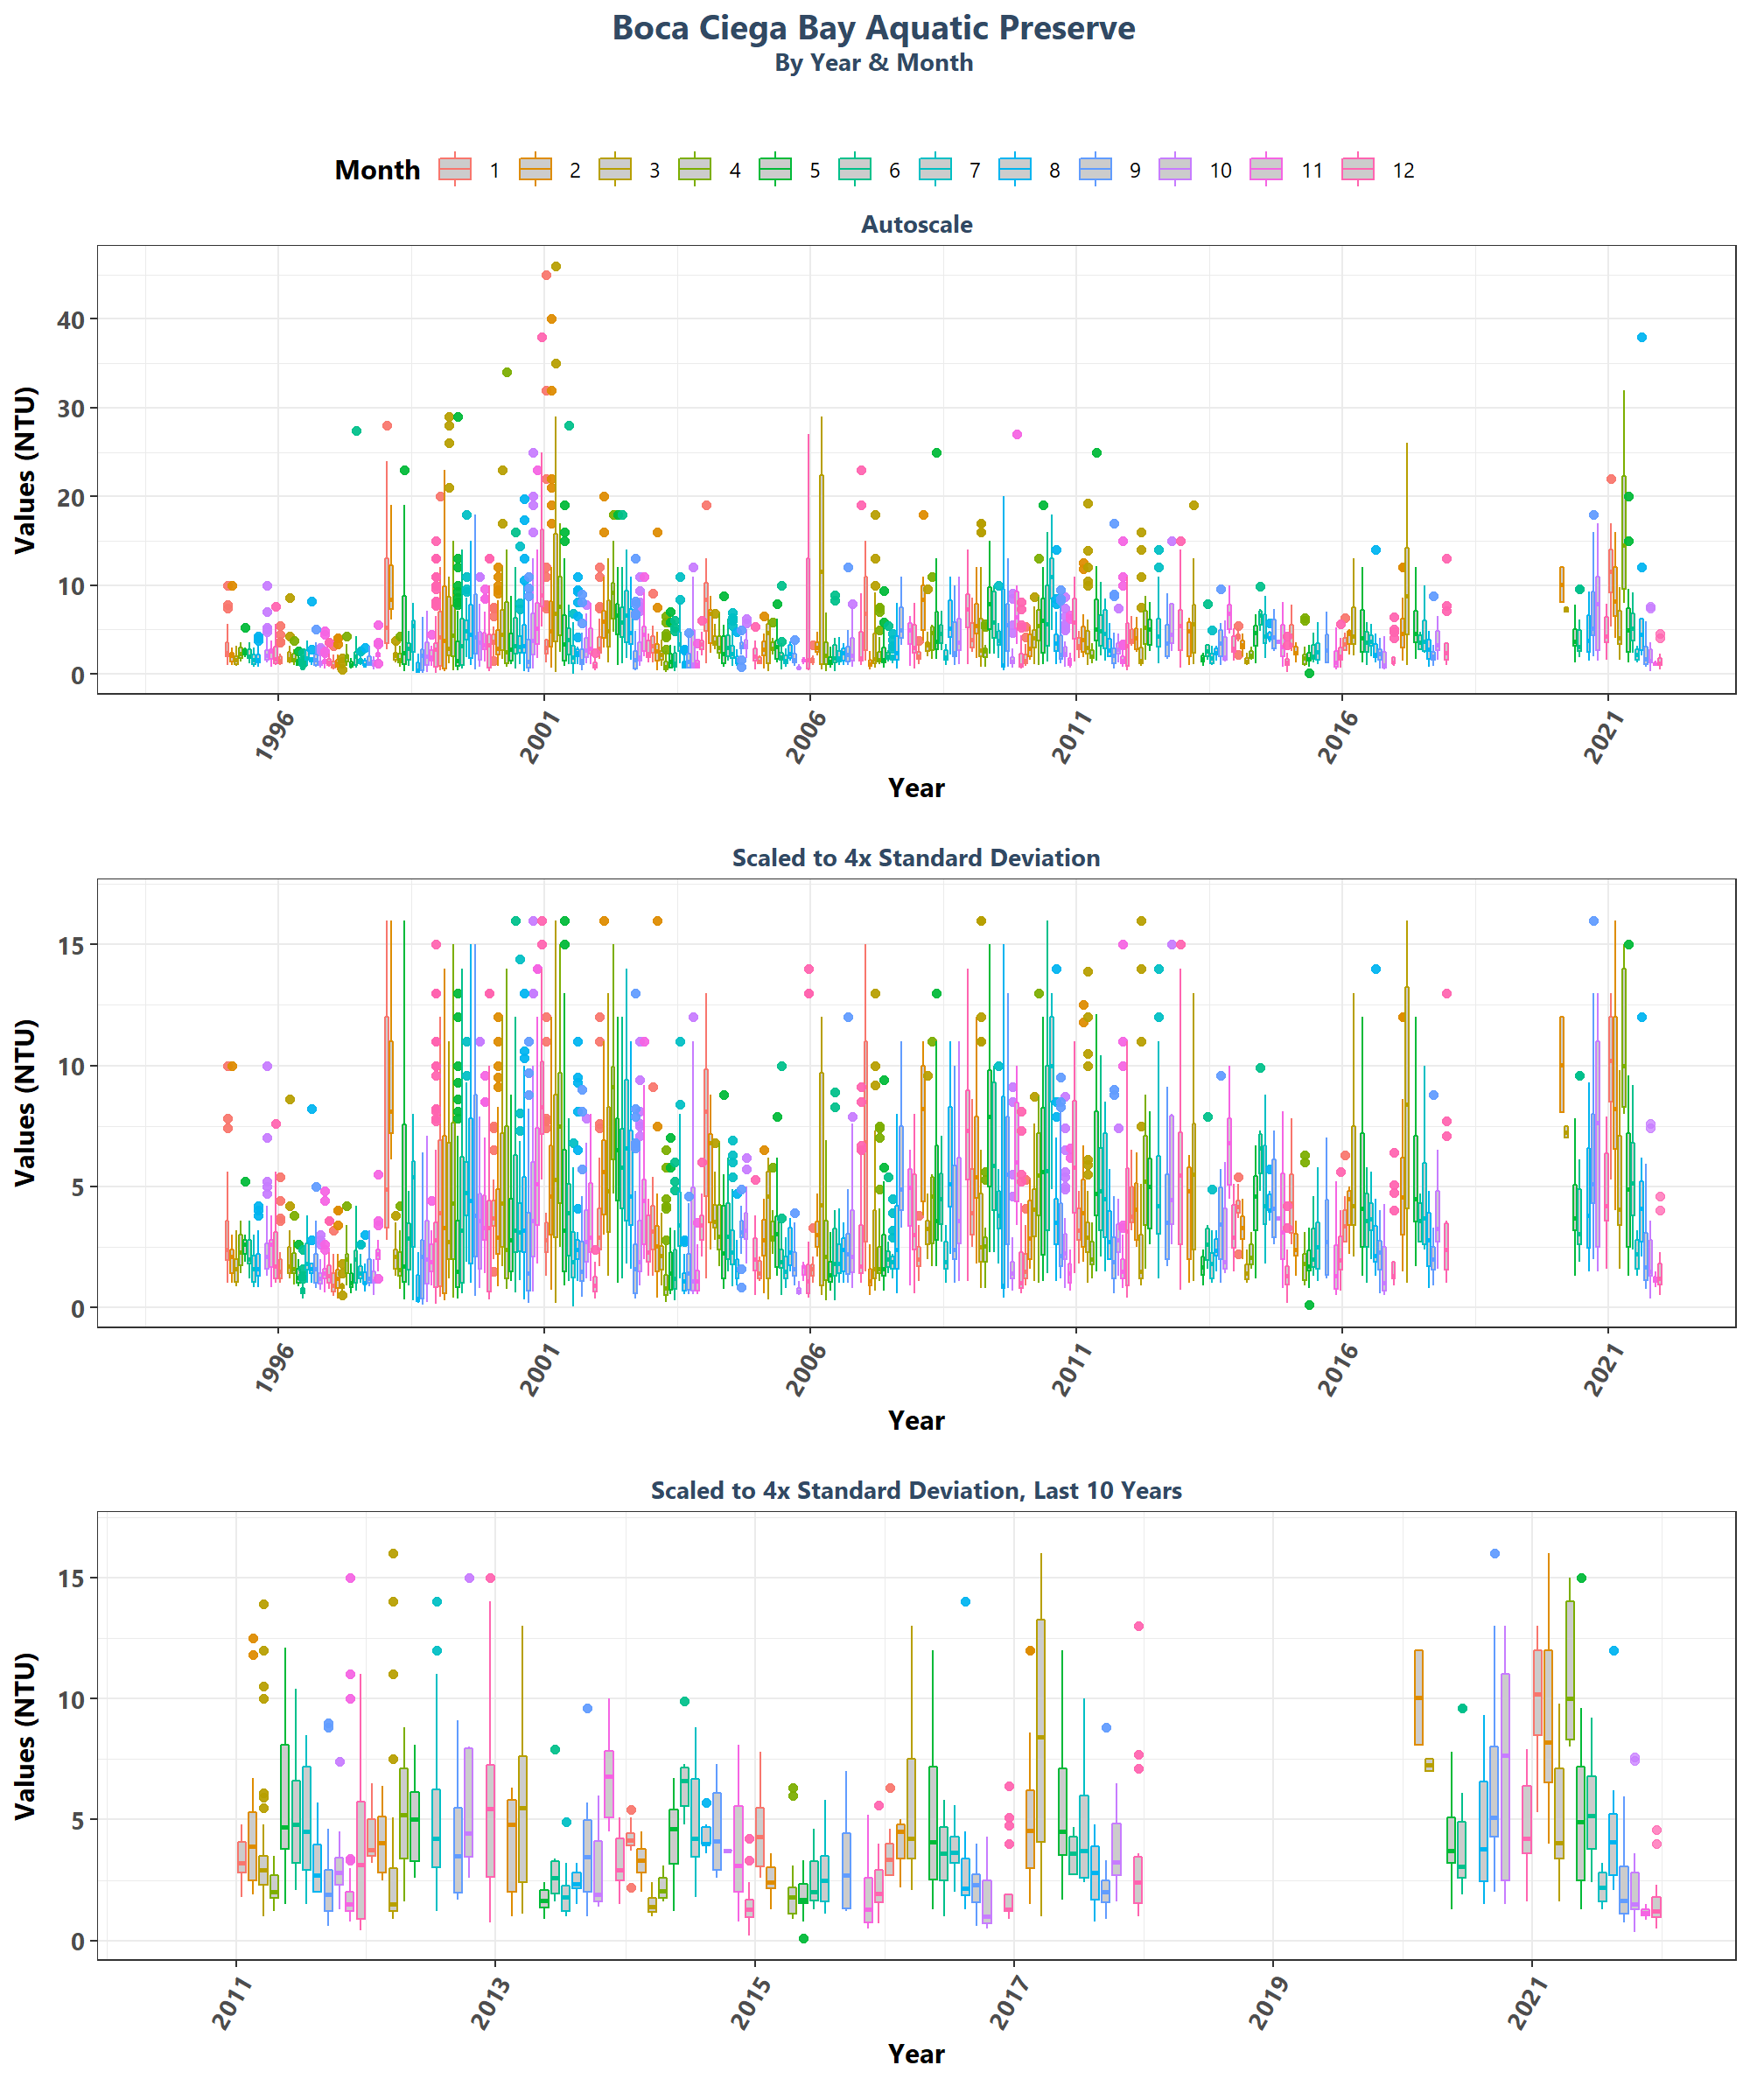 Boca Ciega Bay Aquatic Preserve
By Year & Month
Month 1 2 3 4 5 6 7 8 9 10 11 12
Autoscale
Values (NTU)
40
30
20
10
0
1996 2001 2006 2011 2016 2021
Year
Scaled to 4x Standard Deviation
Values (NTU)
15
10
5
0
1996 2001 2006 2011 2016 2021
Year
Scaled to 4x Standard Deviation, Last 10 Years
Values (NTU)
15
10
5
0
2011 2013 2015 2017 2019 2021
Year